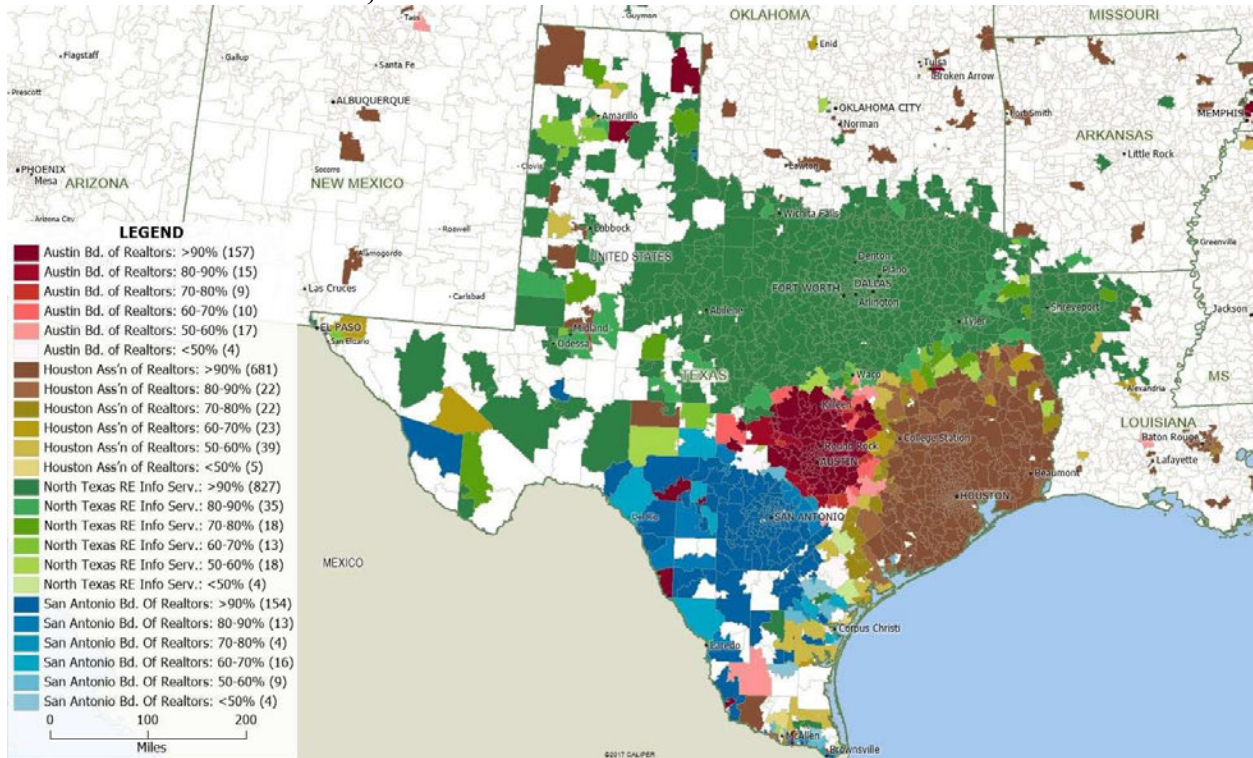 Taos
Guyman
OKLAHOMA
MISSOURI
Flagstaff
Gallup
Santa Fe
Enid
Tulsa
Broken Arrow
Prescott
ALBUQUERQUE
Amarillo
OKLAHOMA CITY
Norman
Fort Smith
MEMPHIS
ARKANSAS
Little Rock
PHOENIX
Mesa
ARIZONA
Socorro
NEW MEXICO
Clovis
Lawton
Arizona City
Roswell
Lubbock
Wichita Falls
Greenville
UNITED STATES
Alamogordo
Denton
Plano
Las Cruces
Carlsbad
FORT WORTH
DALLAS
Arlington
Shreveport
Jackson
EL PASO
San Elizario
Midland
Odessa
Abilene
Tyler
TEXAS
Waco
MS
Alexandria
Killeen
LOUISIANA
Baton Rouge
Round Rock
AUSTIN
College Station
Lafayette
Beaumont
HOUSTON
Del Rio
SAN ANTONIO
MEXICO
Corpus Christi
Laredo
McAllen
Brownsville
©2017 CALIPER
LEGEND
Austin Bd. of Realtors: >90% (157)
Austin Bd. of Realtors: 80-90% (15)
Austin Bd. of Realtors: 70-80% (9)
Austin Bd. of Realtors: 60-70% (10)
Austin Bd. of Realtors: 50-60% (17)
Austin Bd. of Realtors: <50% (4)
Houston Ass'n of Realtors: >90% (681)
Houston Ass'n of Realtors: 80-90% (22)
Houston Ass'n of Realtors: 70-80% (22)
Houston Ass'n of Realtors: 60-70% (23)
Houston Ass'n of Realtors: 50-60% (39)
Houston Ass'n of Realtors: <50% (5)
North Texas RE Info Serv.: >90% (827)
North Texas RE Info Serv.: 80-90% (35)
North Texas RE Info Serv.: 70-80% (18)
North Texas RE Info Serv.: 60-70% (13)
North Texas RE Info Serv.: 50-60% (18)
North Texas RE Info Serv.: <50% (4)
San Antonio Bd. Of Realtors: >90% (154)
San Antonio Bd. Of Realtors: 80-90% (13)
San Antonio Bd. Of Realtors: 70-80% (4)
San Antonio Bd. Of Realtors: 60-70% (16)
San Antonio Bd. Of Realtors: 50-60% (9)
San Antonio Bd. Of Realtors: <50% (4)
0 100 200
Miles